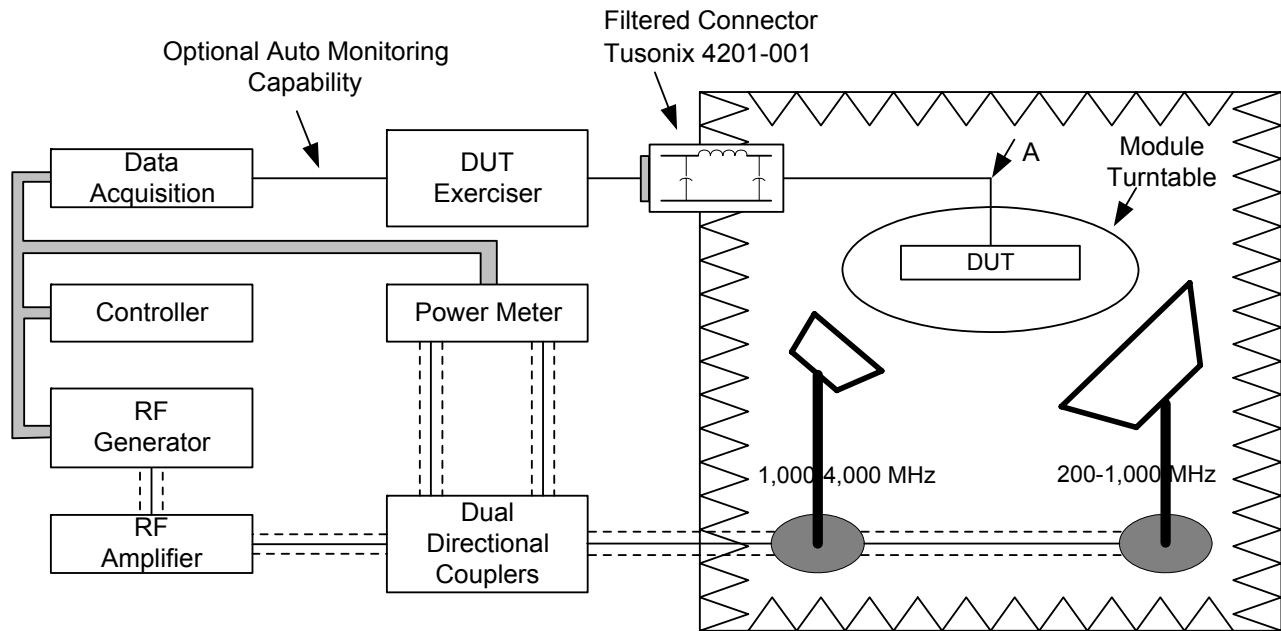 Filtered Connector
Tusonix 4201-001
Optional Auto Monitoring
Capability
Data
Acquisition
DUT
Exerciser
A
Module
Turntable
DUT
Controller
Power Meter
RF
Generator
1,000-4,000 MHz
200-1,000 MHz
RF
Amplifier
Dual
Directional
Couplers